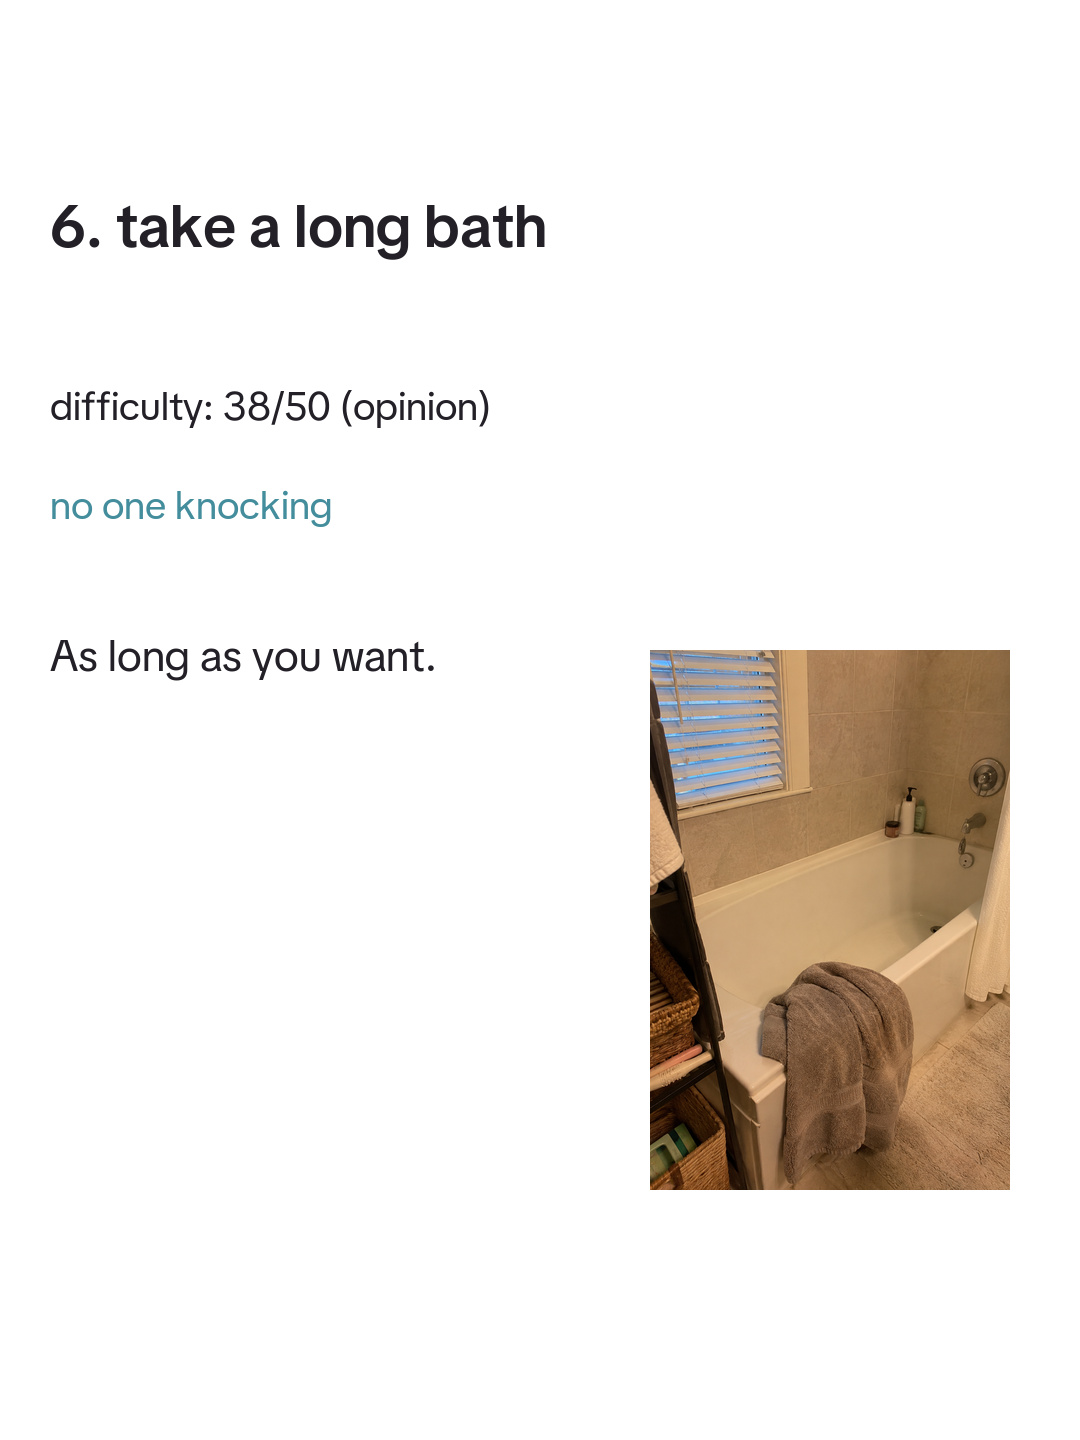 6. take a long bath
difficulty: 38/50 (opinion)
no one knocking
As long as you want.